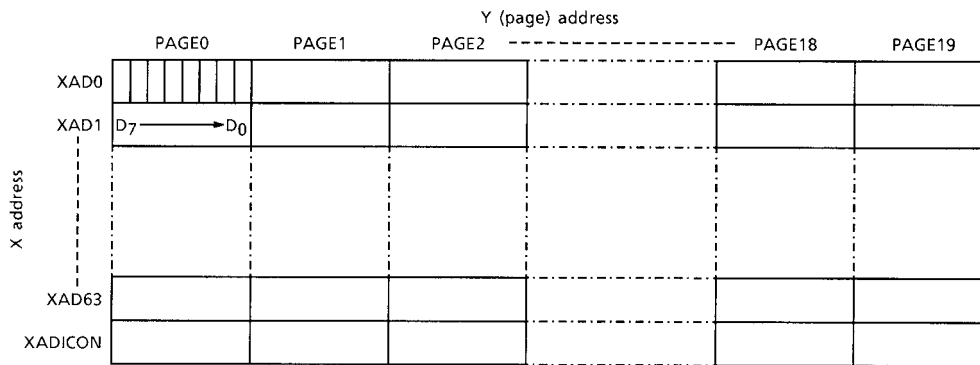 Y (page) address
PAGE0 PAGE1 PAGE2 PAGE18 PAGE19
XAD0
XAD1 D7 D0
X address
XAD63
XADICON